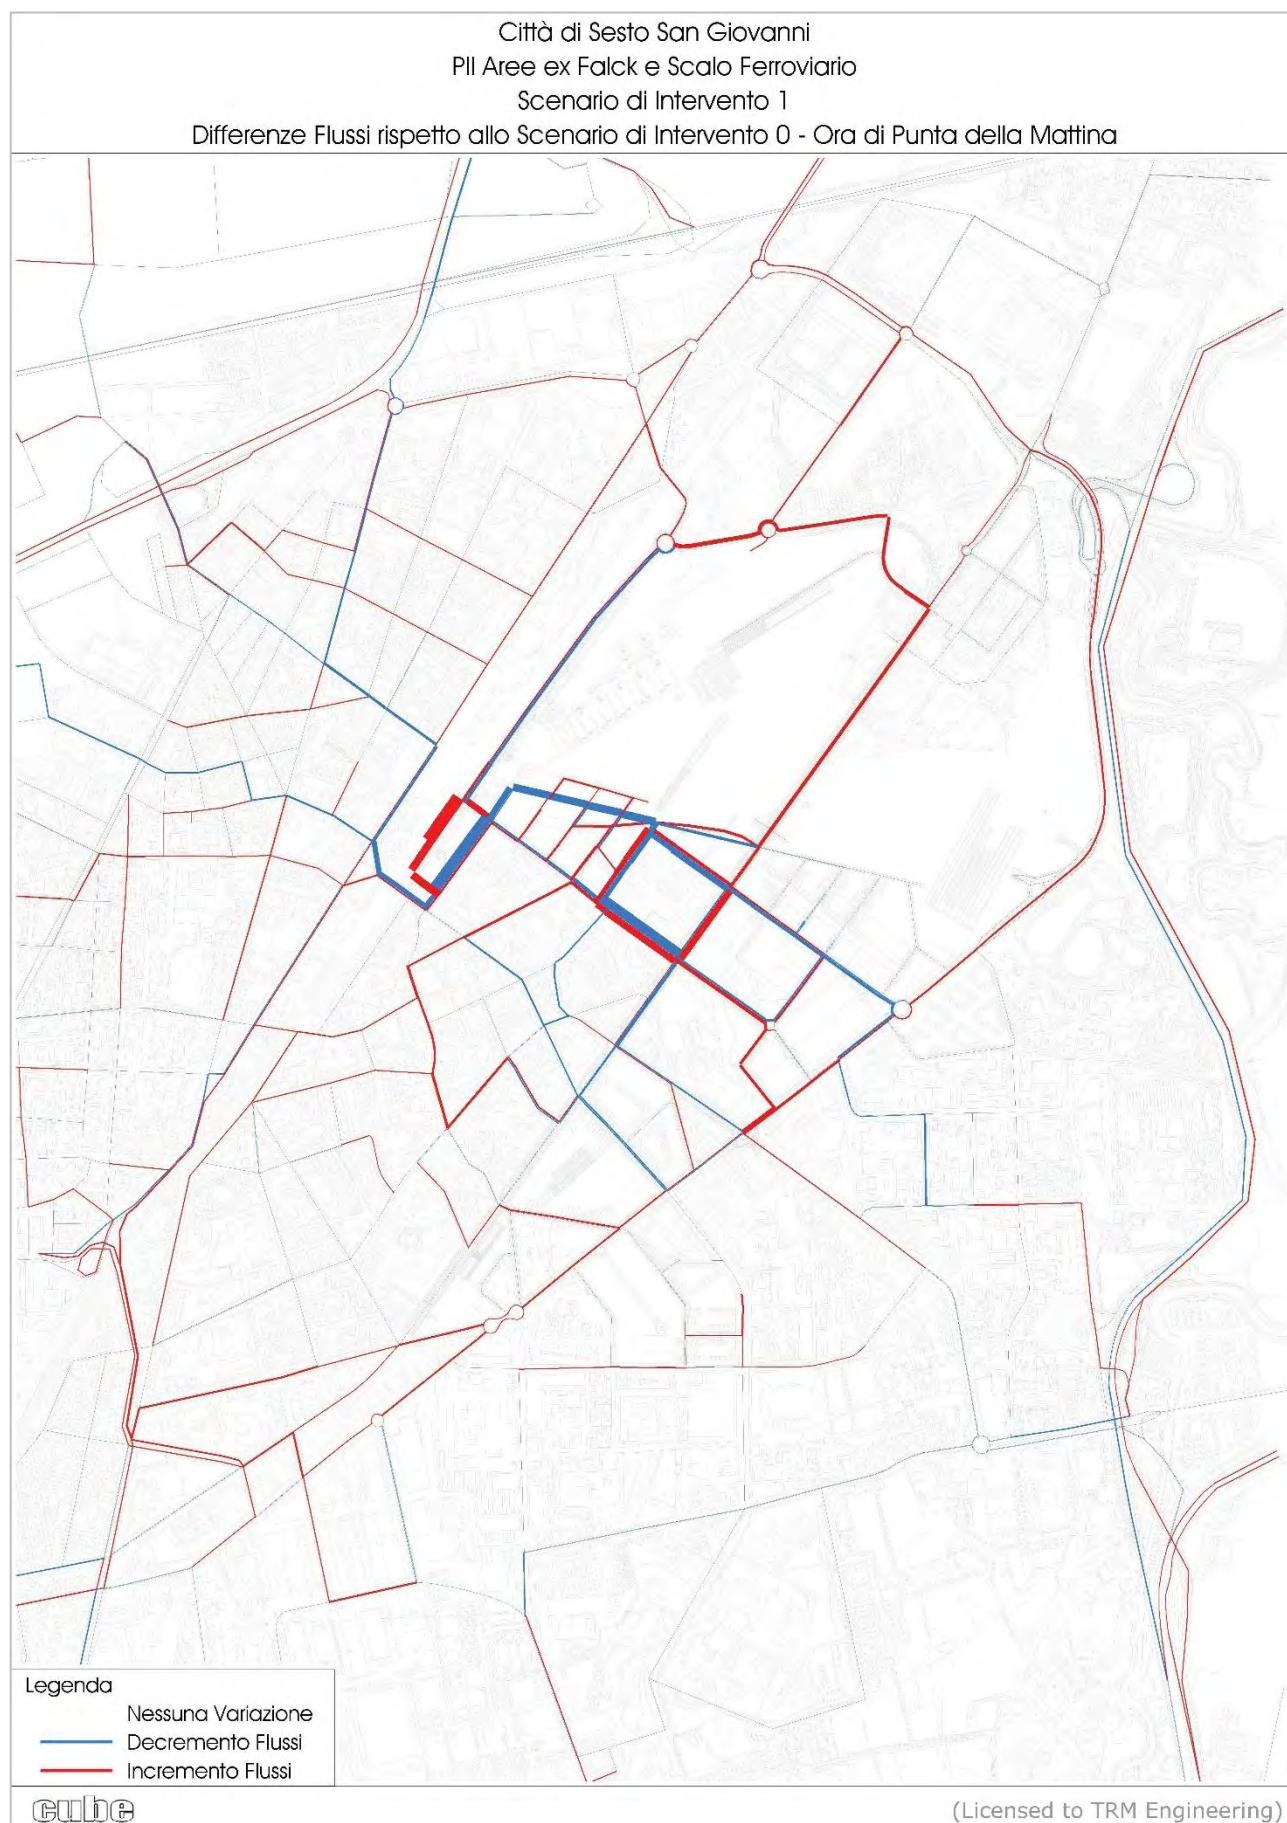 Città di Sesto San Giovanni
PII Aree ex Falck e Scalo Ferroviario
Scenario di Intervento 1
Differenze Flussi rispetto allo Scenario di Intervento 0 - Ora di Punta della Mattina
Legenda
Nessuna Variazione
Decremento Flussi
Incremento Flussi
cube
(Licensed to TRM Engineering)